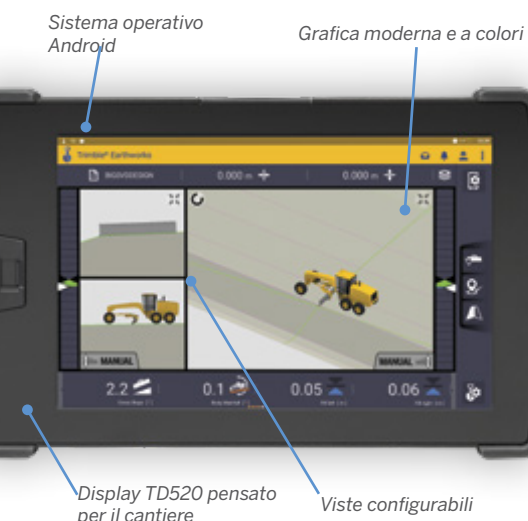 Sistema operativo
Android
Grafica moderna e a colori
Trimble® Earthworks
0.000 m
0.000 m
MANUAL
MANUAL
2.2
0.1
0.05
0.06
Display TD520 pensato
per il cantiere
Viste configurabili